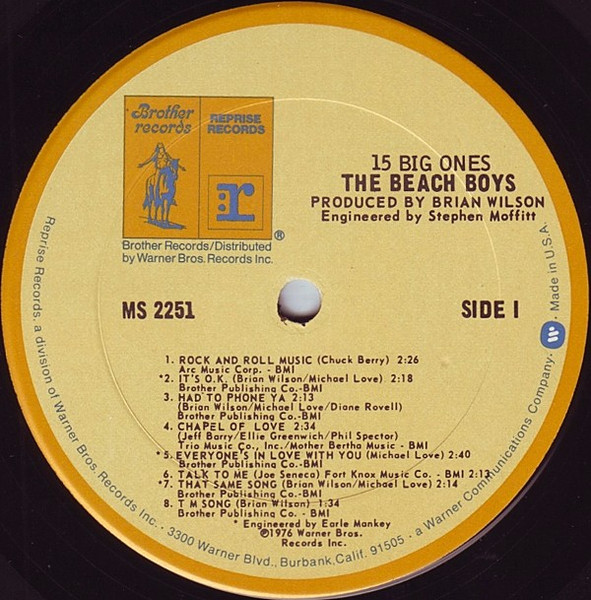 Brother
records
REPRISE
RECORDS
r
®
Brother Records/Distributed
by Warner Bros. Records Inc.
15 BIG ONES
THE BEACH BOYS
PRODUCED BY BRIAN WILSON
Engineered by Stephen Moffitt
MS 2251
SIDE 1
1. ROCK AND ROLL MUSIC (Chuck Berry) 2:26
Arc Music Corp. - BMI
*2. IT'S O.K. (Brian Wilson/Michael Love) 2:18
Brother Publishing Co.-BMI
3. HAD TO PHONE YA 2:13
(Brian Wilson/Michael Love/Diane Rovell)
Brother Publishing Co.-BMI
4. CHAPEL OF LOVE 2:34
(Jeff Barry/Ellie Greenwich/Phil Spector)
Trio Music Co., Inc./Mother Bertha Music - BMI
*5. EVERYONE'S IN LOVE WITH YOU (Michael Love) 2:40
Brother Publishing Co.-BMI
6. TALK TO ME (Joe Seneca) Fort Knox Music Co. - BMI 2:13
*7. THAT SAME SONG (Brian Wilson/Michael Love) 2:14
Brother Publishing Co.-BMI
8. T M SONG (Brian Wilson) 1:34
Brother Publishing Co. - BMI
* Engineered by Earle Mankey
℗1976 Warner Bros.
Records Inc.
Reprise Records, a division of Warner Bros. Records Inc. · 3300 Warner Blvd., Burbank, Calif. 91505 · a Warner Communications Company. W · Made in U.S.A.